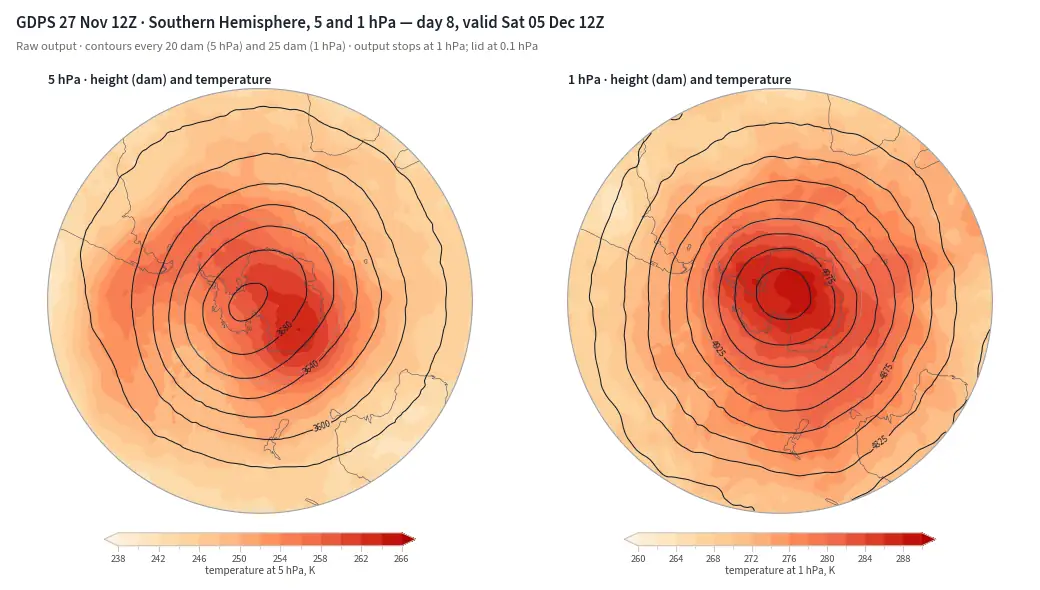 GDPS 27 Nov 12Z · Southern Hemisphere, 5 and 1 hPa — day 8, valid Sat 05 Dec 12Z
Raw output · contours every 20 dam (5 hPa) and 25 dam (1 hPa) · output stops at 1 hPa; lid at 0.1 hPa
5 hPa · height (dam) and temperature
3680
3640
3600
238 242 246 250 254 258 262 266
temperature at 5 hPa, K
1 hPa · height (dam) and temperature
4975
4925
4875
4825
260 264 268 272 276 280 284 288
temperature at 1 hPa, K